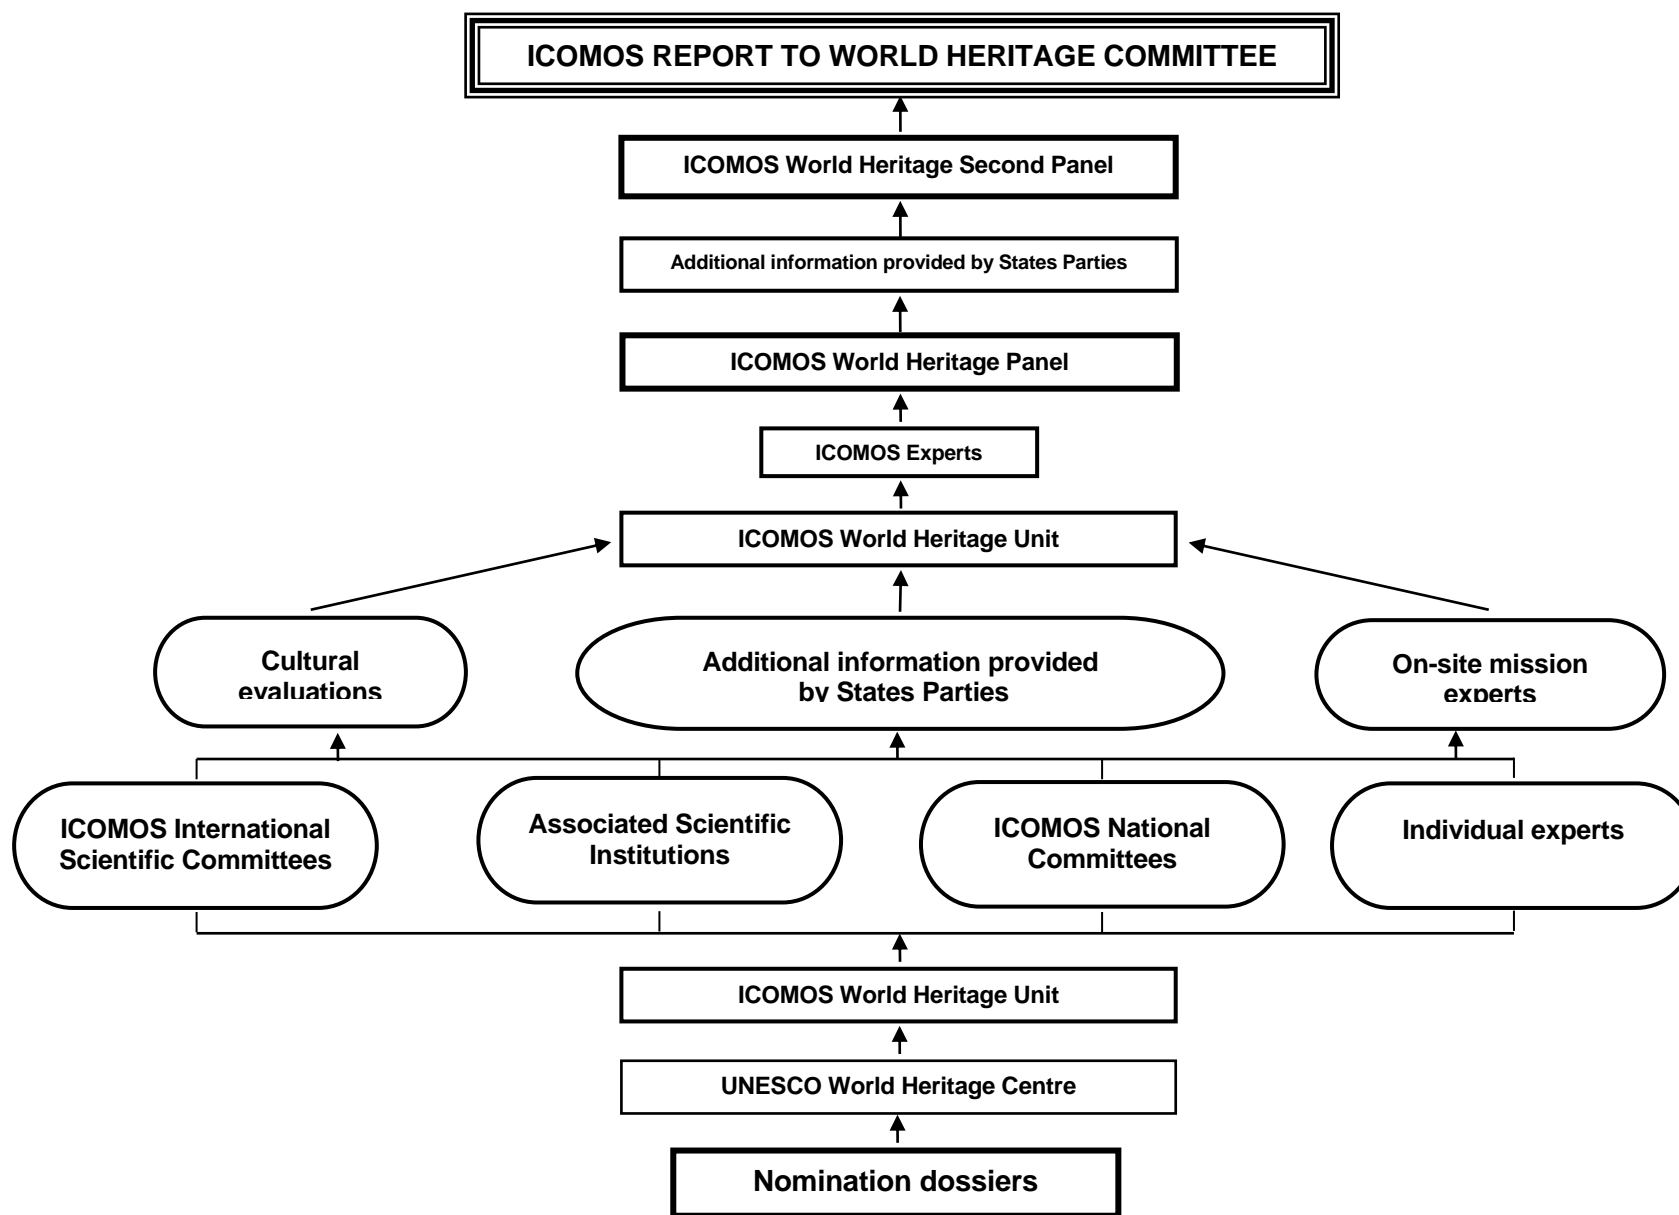 ICOMOS REPORT TO WORLD HERITAGE COMMITTEE
ICOMOS World Heritage Second Panel
Additional information provided by States Parties
ICOMOS World Heritage Panel
ICOMOS Experts
ICOMOS World Heritage Unit
Cultural
evaluations
Additional information provided
by States Parties
On-site mission
experts
ICOMOS International
Scientific Committees
Associated Scientific
Institutions
ICOMOS National
Committees
Individual experts
ICOMOS World Heritage Unit
UNESCO World Heritage Centre
Nomination dossiers